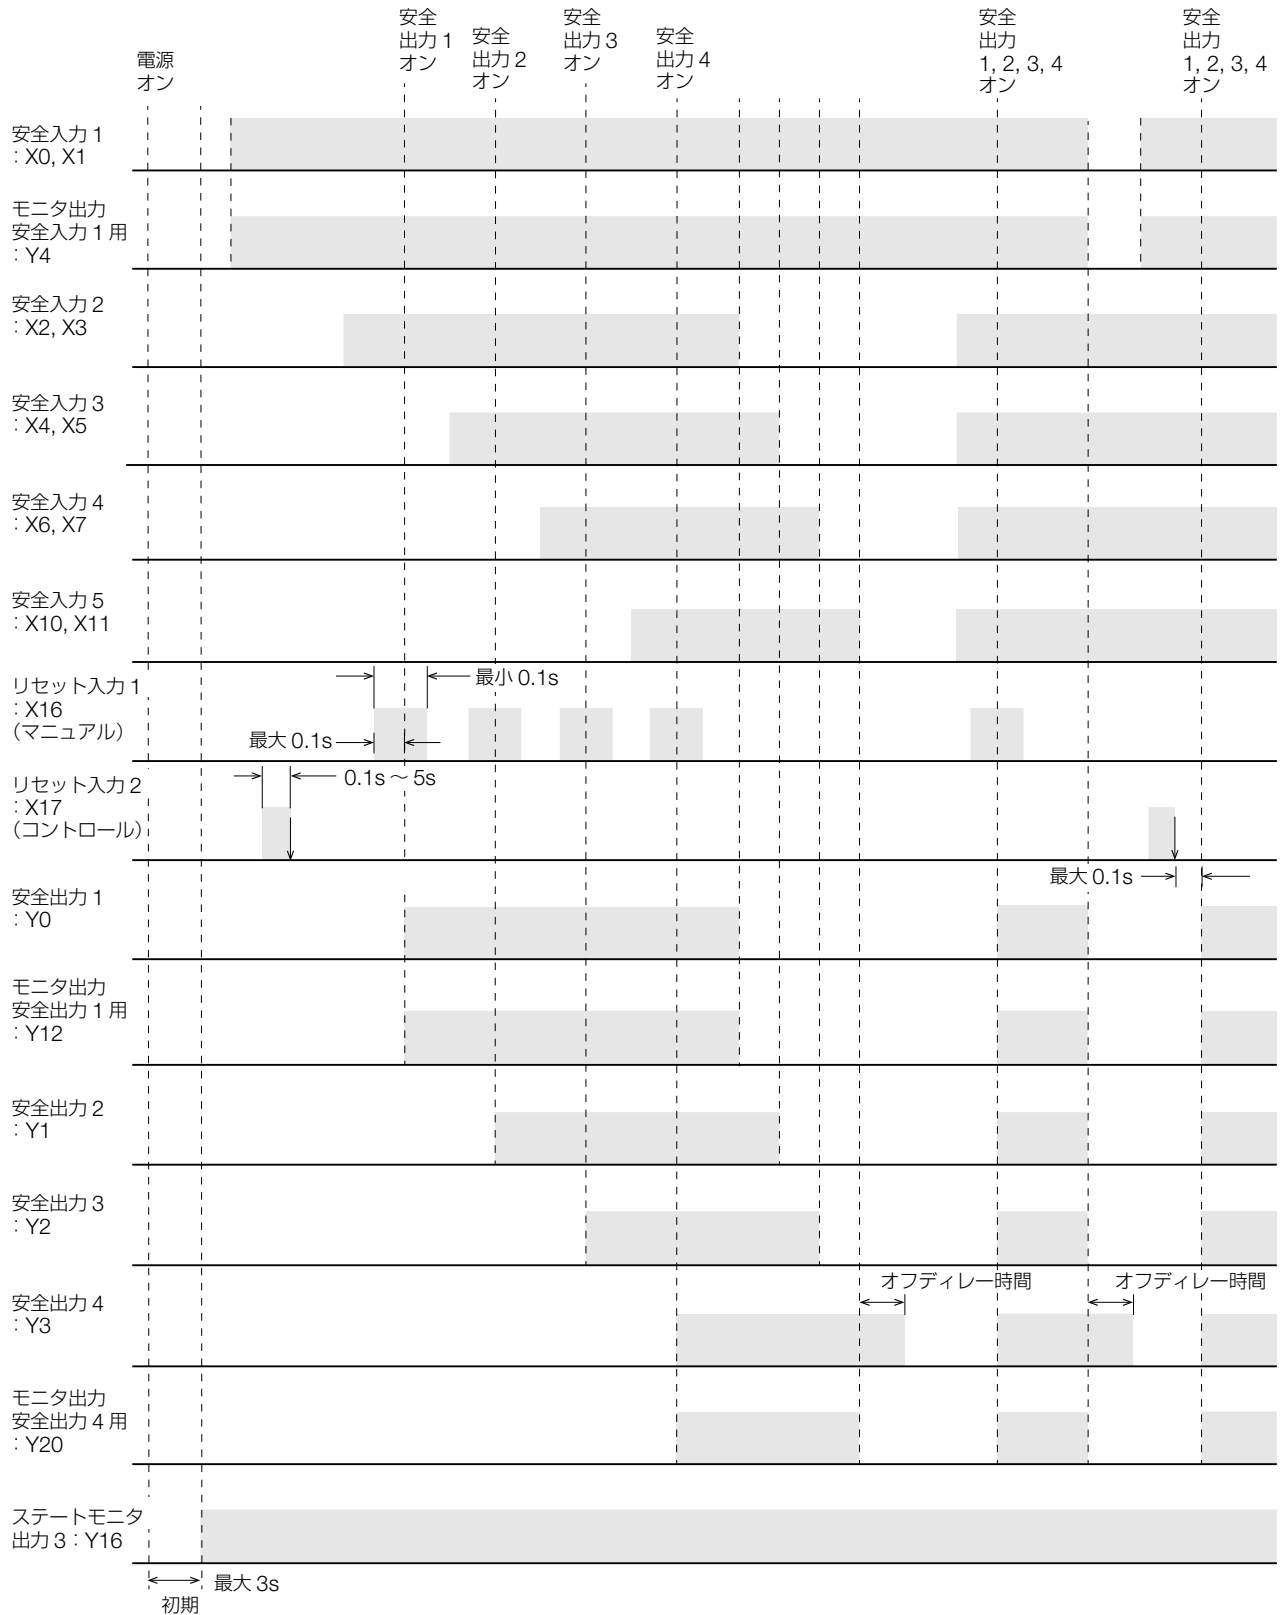 電源
オン
安全
出力 1
オン
安全
出力 2
オン
安全
出力 3
オン
安全
出力 4
オン
安全
出力
1, 2, 3, 4
オン
安全
出力
1, 2, 3, 4
オン
安全入力 1
: X0, X1
モニタ出力
安全入力 1 用
: Y4
安全入力 2
: X2, X3
安全入力 3
: X4, X5
安全入力 4
: X6, X7
安全入力 5
: X10, X11
リセット入力 1
: X16
(マニュアル)
最小 0.1s
最大 0.1s
リセット入力 2
: X17
(コントロール)
0.1s ~ 5s
最大 0.1s
安全出力 1
: Y0
モニタ出力
安全出力 1 用
: Y12
安全出力 2
: Y1
安全出力 3
: Y2
オフディレー時間
オフディレー時間
安全出力 4
: Y3
モニタ出力
安全出力 4 用
: Y20
ステートモニタ
出力 3 : Y16
最大 3s
初期